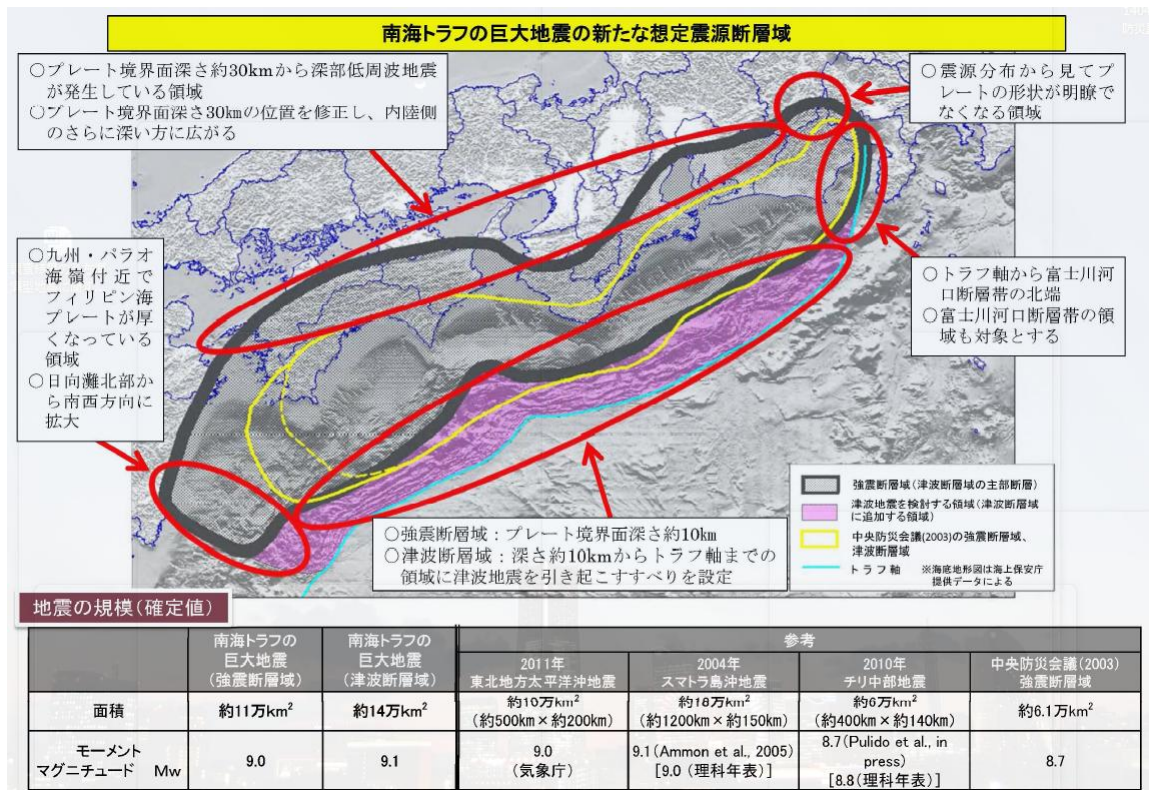 南海トラフの巨大地震の新たな想定震源断層域
○プレート境界面深さ約30kmから深部低周波地震
が発生している領域
○プレート境界面深さ30kmの位置を修正し、内陸側
のさらに深い方に広がる
○震源分布から見てプ
レートの形状が明瞭で
なくなる領域
○九州・パラオ
海嶺付近で
フィリピン海
プレートが厚
くなっている
領域
○日向灘北部か
ら南西方向に
拡大
○トラフ軸から富士川河
口断層帯の北端
○富士川河口断層帯の領
域も対象とする
○強震断層域:プレート境界面深さ約10km
○津波断層域:深さ約10kmからトラフ軸までの
領域に津波地震を引き起こすすべりを設定
強震断層域(津波断層域の主部断層)
津波地震を検討する領域(津波断層域
に追加する領域)
中央防災会議(2003)の強震断層域、
津波断層域
トラフ軸 ※海底地形図は海上保安庁
提供データによる
地震の規模(確定値)
南海トラフの
巨大地震
(強震断層域)
南海トラフの
巨大地震
(津波断層域)
参考
2011年
東北地方太平洋沖地震
2004年
スマトラ島沖地震
2010年
チリ中部地震
中央防災会議(2003)
強震断層域
面積
約11万km²
約14万km²
約10万km²
(約500km×約200km)
約18万km²
(約1200km×約150km)
約6万km²
(約400km×約140km)
約6.1万km²
モーメント
マグニチュード Mw
9.0
9.1
9.0
(気象庁)
9.1(Ammon et al., 2005)
[9.0 (理科年表)]
8.7(Pulido et al., in
press)
[8.8(理科年表)]
8.7